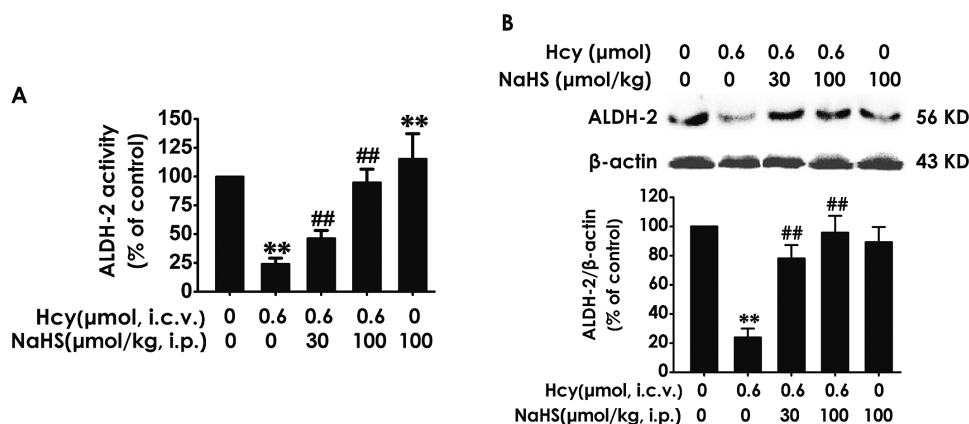 A
ALDH-2 activity
(% of control)
150
125
100
75
50
25
0
**
##
##
**
Hcy(µmol, i.c.v.) 0 0.6 0.6 0.6 0
NaHS(µmol/kg, i.p.) 0 0 30 100 100
B
Hcy (µmol) 0 0.6 0.6 0.6 0
NaHS (µmol/kg) 0 0 30 100 100
ALDH-2 56 KD
β-actin 43 KD
ALDH-2/β-actin
(% of control)
120
100
80
60
40
20
0
**
##
##
Hcy(µmol, i.c.v.) 0 0.6 0.6 0.6 0
NaHS(µmol/kg, i.p.) 0 0 30 100 100